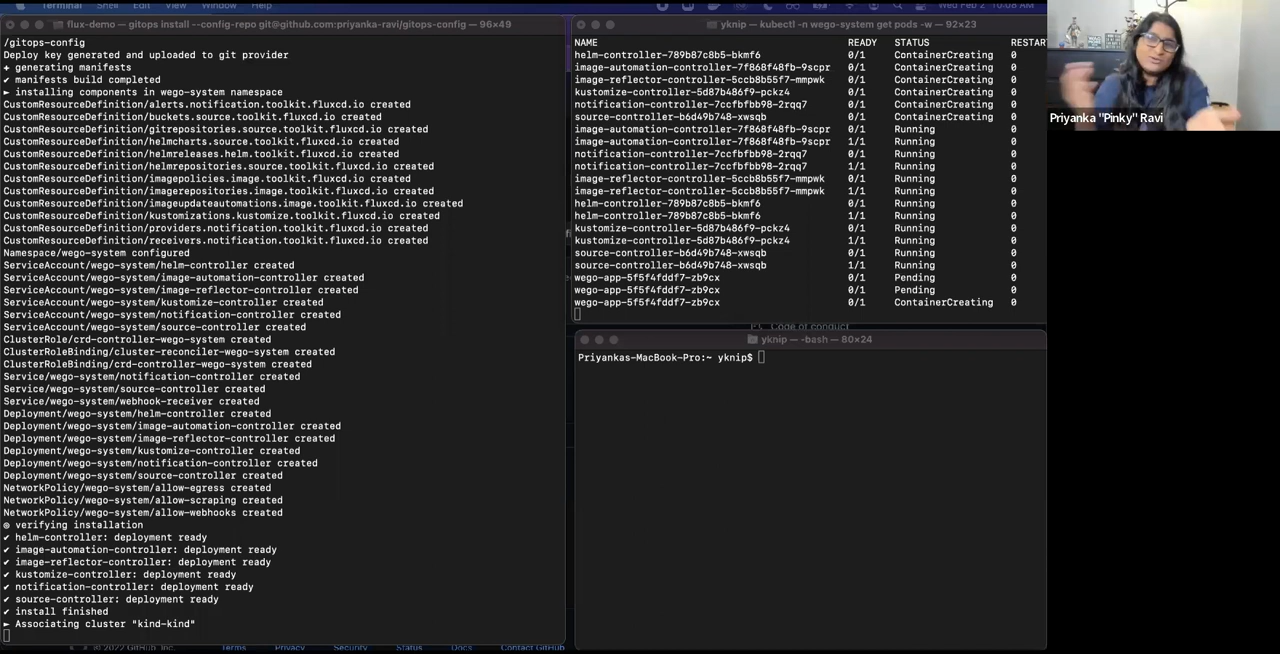 Terminal Shell Edit View Window Help
Wed Feb 2 10:08 AM
flux-demo — gitops install --config-repo git@github.com:priyanka-ravi/gitops-config — 96×49
/gitops-config
Deploy key generated and uploaded to git provider
✚ generating manifests
✔ manifests build completed
► installing components in wego-system namespace
CustomResourceDefinition/alerts.notification.toolkit.fluxcd.io created
CustomResourceDefinition/buckets.source.toolkit.fluxcd.io created
CustomResourceDefinition/gitrepositories.source.toolkit.fluxcd.io created
CustomResourceDefinition/helmcharts.source.toolkit.fluxcd.io created
CustomResourceDefinition/helmreleases.helm.toolkit.fluxcd.io created
CustomResourceDefinition/helmrepositories.source.toolkit.fluxcd.io created
CustomResourceDefinition/imagepolicies.image.toolkit.fluxcd.io created
CustomResourceDefinition/imagerepositories.image.toolkit.fluxcd.io created
CustomResourceDefinition/imageupdateautomations.image.toolkit.fluxcd.io created
CustomResourceDefinition/kustomizations.kustomize.toolkit.fluxcd.io created
CustomResourceDefinition/providers.notification.toolkit.fluxcd.io created
CustomResourceDefinition/receivers.notification.toolkit.fluxcd.io created
Namespace/wego-system configured
ServiceAccount/wego-system/helm-controller created
ServiceAccount/wego-system/image-automation-controller created
ServiceAccount/wego-system/image-reflector-controller created
ServiceAccount/wego-system/kustomize-controller created
ServiceAccount/wego-system/notification-controller created
ServiceAccount/wego-system/source-controller created
ClusterRole/crd-controller-wego-system created
ClusterRoleBinding/cluster-reconciler-wego-system created
ClusterRoleBinding/crd-controller-wego-system created
Service/wego-system/notification-controller created
Service/wego-system/source-controller created
Service/wego-system/webhook-receiver created
Deployment/wego-system/helm-controller created
Deployment/wego-system/image-automation-controller created
Deployment/wego-system/image-reflector-controller created
Deployment/wego-system/kustomize-controller created
Deployment/wego-system/notification-controller created
Deployment/wego-system/source-controller created
NetworkPolicy/wego-system/allow-egress created
NetworkPolicy/wego-system/allow-scraping created
NetworkPolicy/wego-system/allow-webhooks created
◎ verifying installation
✔ helm-controller: deployment ready
✔ image-automation-controller: deployment ready
✔ image-reflector-controller: deployment ready
✔ kustomize-controller: deployment ready
✔ notification-controller: deployment ready
✔ source-controller: deployment ready
✔ install finished
► Associating cluster "kind-kind"
yknip — kubectl -n wego-system get pods -w — 92×23
NAME READY STATUS RESTAR
helm-controller-789b87c8b5-bkmf6 0/1 ContainerCreating 0
image-automation-controller-7f868f48fb-9scpr 0/1 ContainerCreating 0
image-reflector-controller-5ccb8b55f7-mmpwk 0/1 ContainerCreating 0
kustomize-controller-5d87b486f9-pckz4 0/1 ContainerCreating 0
notification-controller-7ccfbfbb98-2rqq7 0/1 ContainerCreating 0
source-controller-b6d49b748-xwsqb 0/1 ContainerCreating 0
image-automation-controller-7f868f48fb-9scpr 0/1 Running 0
image-automation-controller-7f868f48fb-9scpr 1/1 Running 0
notification-controller-7ccfbfbb98-2rqq7 0/1 Running 0
notification-controller-7ccfbfbb98-2rqq7 1/1 Running 0
image-reflector-controller-5ccb8b55f7-mmpwk 0/1 Running 0
image-reflector-controller-5ccb8b55f7-mmpwk 1/1 Running 0
helm-controller-789b87c8b5-bkmf6 0/1 Running 0
helm-controller-789b87c8b5-bkmf6 1/1 Running 0
kustomize-controller-5d87b486f9-pckz4 0/1 Running 0
kustomize-controller-5d87b486f9-pckz4 1/1 Running 0
source-controller-b6d49b748-xwsqb 0/1 Running 0
source-controller-b6d49b748-xwsqb 1/1 Running 0
wego-app-5f5f4fddf7-zb9cx 0/1 Pending 0
wego-app-5f5f4fddf7-zb9cx 0/1 Pending 0
wego-app-5f5f4fddf7-zb9cx 0/1 ContainerCreating 0
Code of conduct
yknip — -bash — 80×24
Priyankas-MacBook-Pro:~ yknip$
Priyanka "Pinky" Ravi
© 2022 GitHub, Inc. Terms Privacy Security Status Docs Contact GitHub